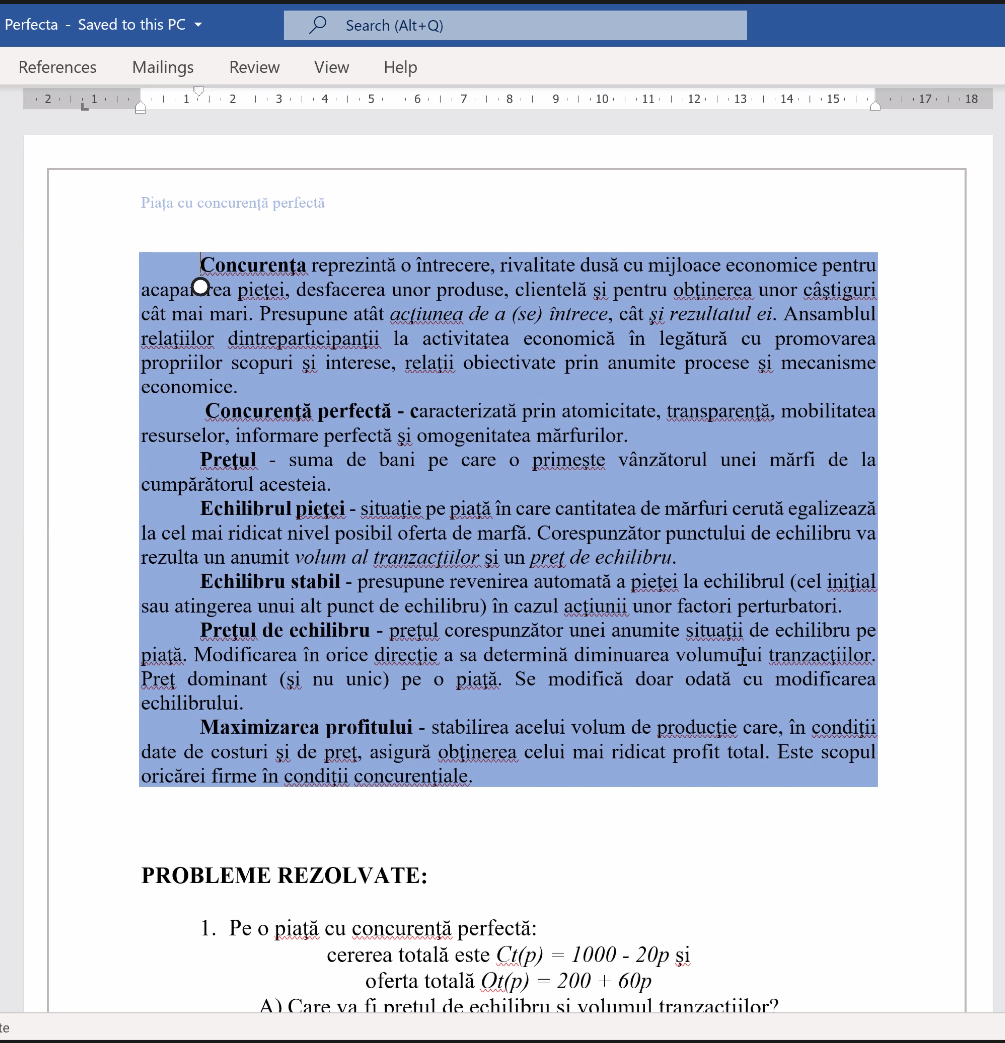 Perfecta - Saved to this PC
Search (Alt+Q)
References Mailings Review View Help
2 1 1 2 3 4 5 6 7 8 9 10 11 12 13 14 15 17 18
Piața cu concurență perfectă
Concurența reprezintă o întrecere, rivalitate dusă cu mijloace economice pentru
pieței, desfacerea unor produse, clientelă și pentru obținerea unor câștiguri
cât mai mari. Presupune atât acțiunea de a (se) întrece, cât și rezultatul ei. Ansamblul
relațiilor dintreparticipanții la activitatea economică în legătură cu promovarea
propriilor scopuri și interese, relații obiectivate prin anumite procese și mecanisme
economice.
Concurență perfectă - caracterizată prin atomicitate, transparență, mobilitatea
resurselor, informare perfectă și omogenitatea mărfurilor.
Prețul - suma de bani pe care o primește vânzătorul unei mărfi de la
cumpărătorul acesteia.
Echilibrul pieței - situație pe piață în care cantitatea de mărfuri cerută egalizează
la cel mai ridicat nivel posibil oferta de marfă. Corespunzător punctului de echilibru va
rezulta un anumit volum al tranzacțiilor și un preț de echilibru.
Echilibru stabil - presupune revenirea automată a pieței la echilibrul (cel inițial
sau atingerea unui alt punct de echilibru) în cazul acțiunii unor factori perturbatori.
Prețul de echilibru - prețul corespunzător unei anumite situații de echilibru pe
piață. Modificarea în orice direcție a sa determină diminuarea volumului tranzacțiilor.
Preț dominant (și nu unic) pe o piață. Se modifică doar odată cu modificarea
echilibrului.
Maximizarea profitului - stabilirea acelui volum de producție care, în condiții
date de costuri și de preț, asigură obținerea celui mai ridicat profit total. Este scopul
oricărei firme în condiții concurențiale.
PROBLEME REZOLVATE:
1. Pe o piață cu concurență perfectă:
cererea totală este Ct(p) = 1000 - 20p și
oferta totală Ot(p) = 200 + 60p
A) Care va fi prețul de echilibru și volumul tranzacțiilor?